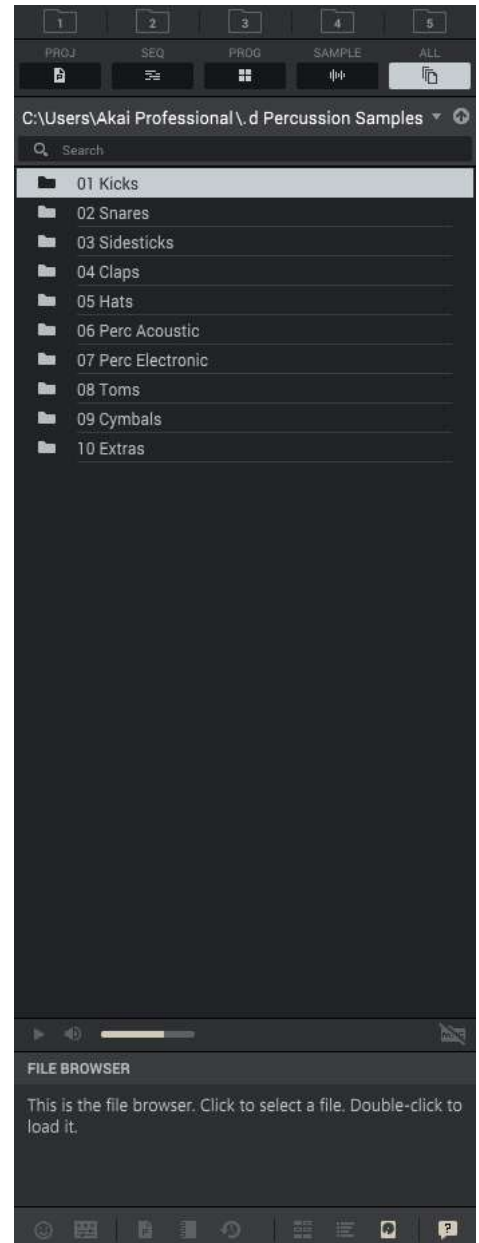 1 2 3 4 5
PROJ SEQ PROG SAMPLE ALL
C:\Users\Akai Professional\. d Percussion Samples
Search
01 Kicks
02 Snares
03 Sidesticks
04 Claps
05 Hats
06 Perc Acoustic
07 Perc Electronic
08 Toms
09 Cymbals
10 Extras
FILE BROWSER
This is the file browser. Click to select a file. Double-click to
load it.